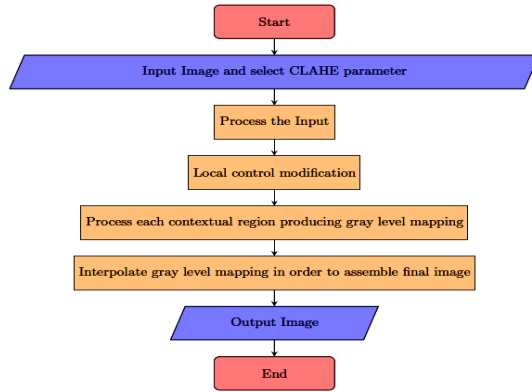 Start
Input Image and select CLAHE parameter
Process the Input
Local control modification
Process each contextual region producing gray level mapping
Interpolate gray level mapping in order to assemble final image
Output Image
End